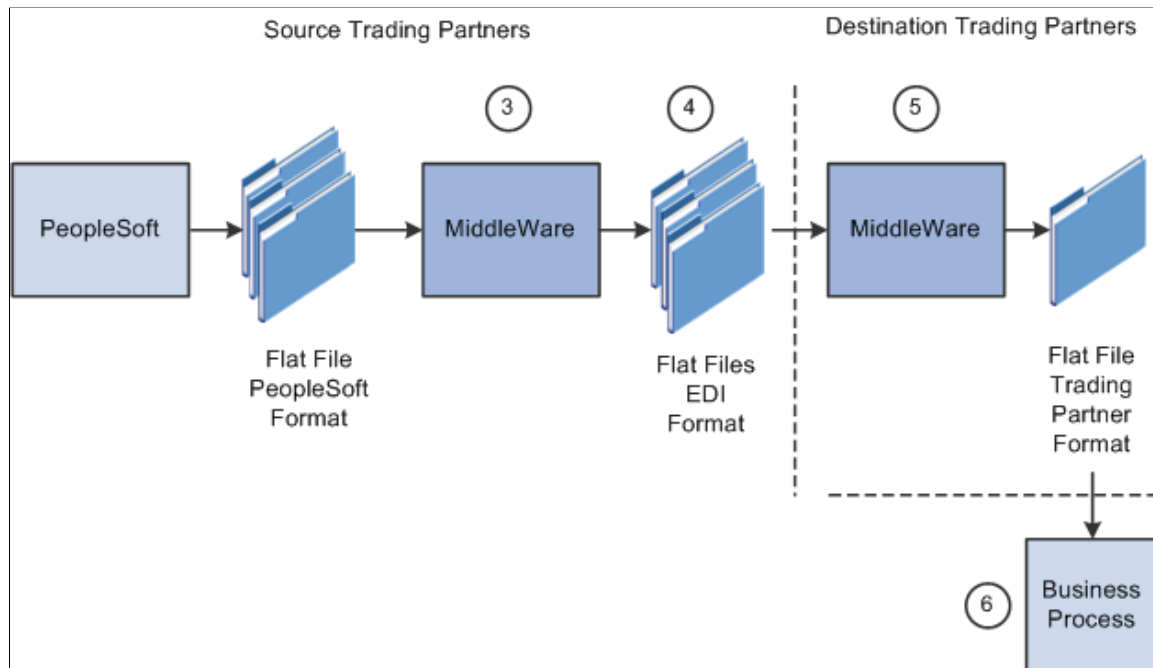 Source Trading Partners
Destination Trading Partners
3
4
5
PeopleSoft
MiddleWare
MiddleWare
Flat File
PeopleSoft
Format
Flat Files
EDI
Format
Flat File
Trading
Partner
Format
6
Business
Process